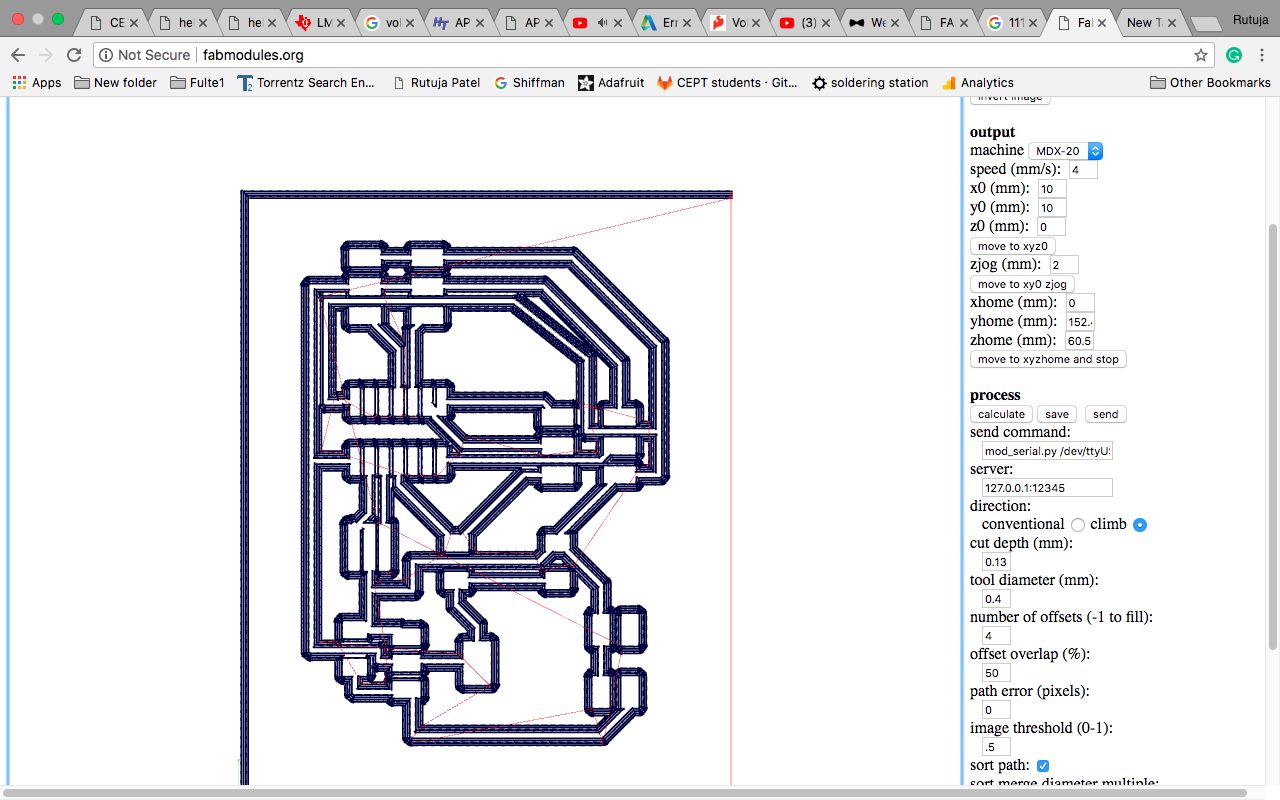 CE he he LM vol AP AP Err Vo (3) We FA 111 Fal New T Rutuja
Not Secure fabmodules.org
Apps New folder Fulte1 Torrentz Search En... Rutuja Patel Shiffman Adafruit CEPT students · Git... soldering station Analytics Other Bookmarks
invert image
output
machine MDX-20
speed (mm/s): 4
x0 (mm): 10
y0 (mm): 10
z0 (mm): 0
move to xyz0
zjog (mm): 2
move to xy0 zjog
xhome (mm): 0
yhome (mm): 152.
zhome (mm): 60.5
move to xyzhome and stop
process
calculate save send
send command:
mod_serial.py /dev/ttyUS
server:
127.0.0.1:12345
direction:
conventional climb
cut depth (mm):
0.13
tool diameter (mm):
0.4
number of offsets (-1 to fill):
4
offset overlap (%):
50
path error (pixels):
0
image threshold (0-1):
.5
sort path:
sort merge diameter multiple: